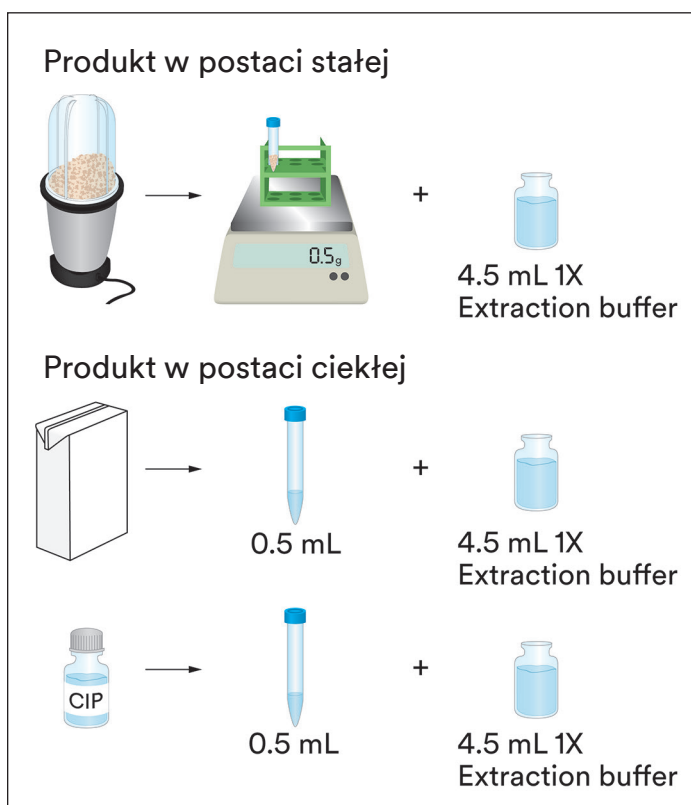 Produkt w postaci stałej
0.5g
+
4.5 mL 1X
Extraction buffer
Produkt w postaci ciekłej
+
0.5 mL
4.5 mL 1X
Extraction buffer
CIP
+
0.5 mL
4.5 mL 1X
Extraction buffer